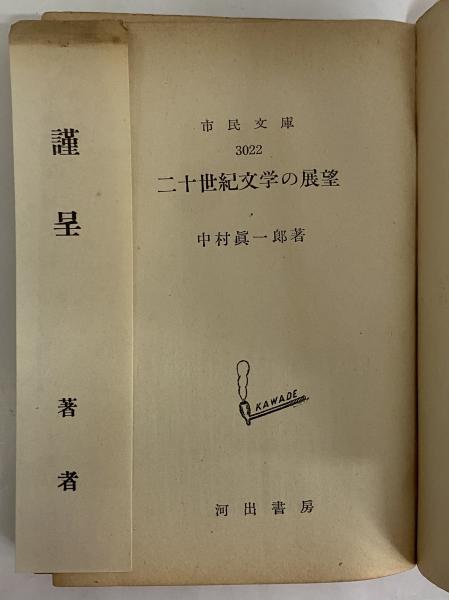 謹呈
著者
市民文庫
3022
二十世紀文学の展望
中村眞一郎著
KAWADE
河出書房